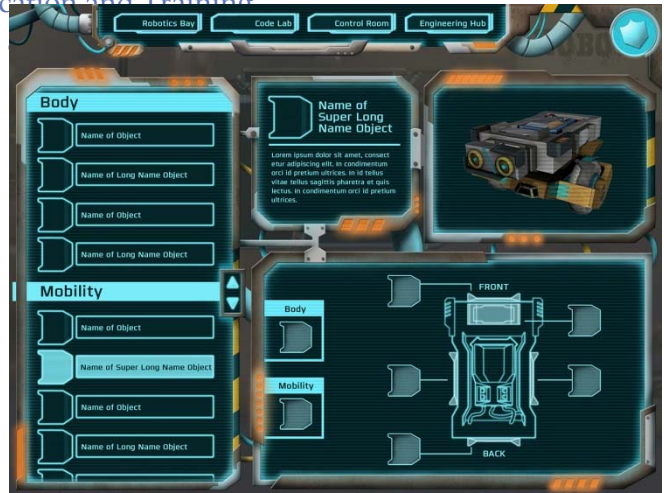 Robotics Bay
Code Lab
Control Room
Engineering Hub
Body
Name of Object
Name of Long Name Object
Name of Object
Name of Long Name Object
Mobility
Name of Object
Name of Super Long Name Object
Name of Object
Name of Long Name Object
Name of
Super Long
Name Object
Lorem ipsum dolor sit amet, consect
etur adipiscing elit. In condimentum
orci id pretium ultrices. In id tellus
vitae tellus sagittis pharetra et quis
lectus. In condimentum orci id pretium
ultrices.
Body
Mobility
FRONT
BACK